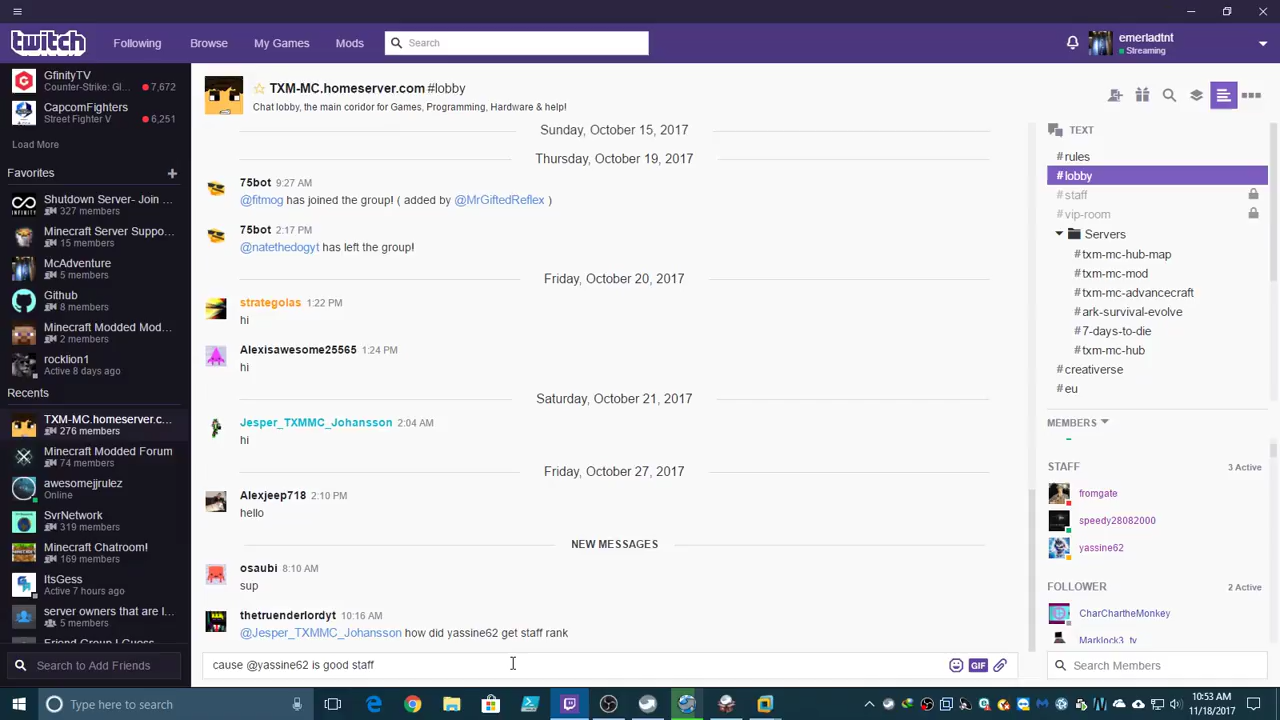 twitch
Following
Browse
My Games
Mods
Search
enerladtnt
Streaming
GfinityTV
Counter-Strike: Gl...
7,672
CapcomFighters
Street Fighter V
6,251
Load More
Favorites
Shutdown Server- Join ...
327 members
Minecraft Server Suppo...
15 members
McAdventure
5 members
Github
8 members
Minecraft Modded Mod...
2 members
rocklion1
Active 8 days ago
Recents
TXM-MC.homeserver.c...
276 members
Minecraft Modded Forum
74 members
awesomejjrulez
Online
SvrNetwork
319 members
Minecraft Chatroom!
169 members
ItsGess
Active 7 hours ago
server owners that are l...
5 members
Friend Group I Guess
Search to Add Friends
TXM-MC.homeserver.com #lobby
Chat lobby, the main coridor for Games, Programming, Hardware & help!
Sunday, October 15, 2017
Thursday, October 19, 2017
75bot 9:27 AM
@fitmog has joined the group! ( added by @MrGiftedReflex )
75bot 2:17 PM
@natethedogyt has left the group!
Friday, October 20, 2017
strategolas 1:22 PM
hi
Alexisawesome25565 1:24 PM
hi
Saturday, October 21, 2017
Jesper_TXMMC_Johansson 2:04 AM
hi
Friday, October 27, 2017
Alexjeep718 2:10 PM
hello
NEW MESSAGES
osaubi 8:10 AM
sup
thetruenderlordyt 10:16 AM
@Jesper_TXMMC_Johansson how did yassine62 get staff rank
cause @yassine62 is good staff
GIF
TEXT
#rules
#lobby
#staff
#vip-room
Servers
#txm-mc-hub-map
#txm-mc-mod
#txm-mc-advancecraft
#ark-survival-evolve
#7-days-to-die
#txm-mc-hub
#creativerse
#eu
MEMBERS
STAFF
3 Active
fromgate
speedy28082000
yassine62
FOLLOWER
2 Active
CharChartheMonkey
Marklock3_tv
Search Members
Type here to search
10:53 AM
11/18/2017